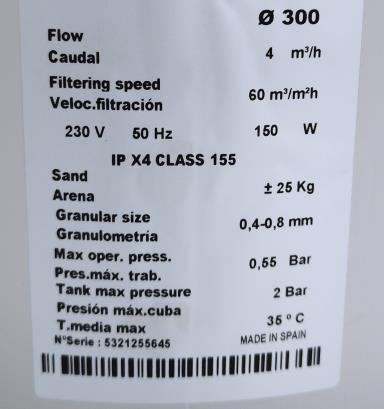 Ø 300
Flow
Caudal 4 m³/h
Filtering speed
Veloc.filtración 60 m³/m²h
230 V 50 Hz 150 W
IP X4 CLASS 155
Sand
Arena ± 25 Kg
Granular size
Granulometría 0,4-0,8 mm
Max oper. press.
Pres.máx. trab. 0,55 Bar
Tank max pressure
Presión máx.cuba 2 Bar
T.media max 35 º C
NºSerie : 5321255645 MADE IN SPAIN